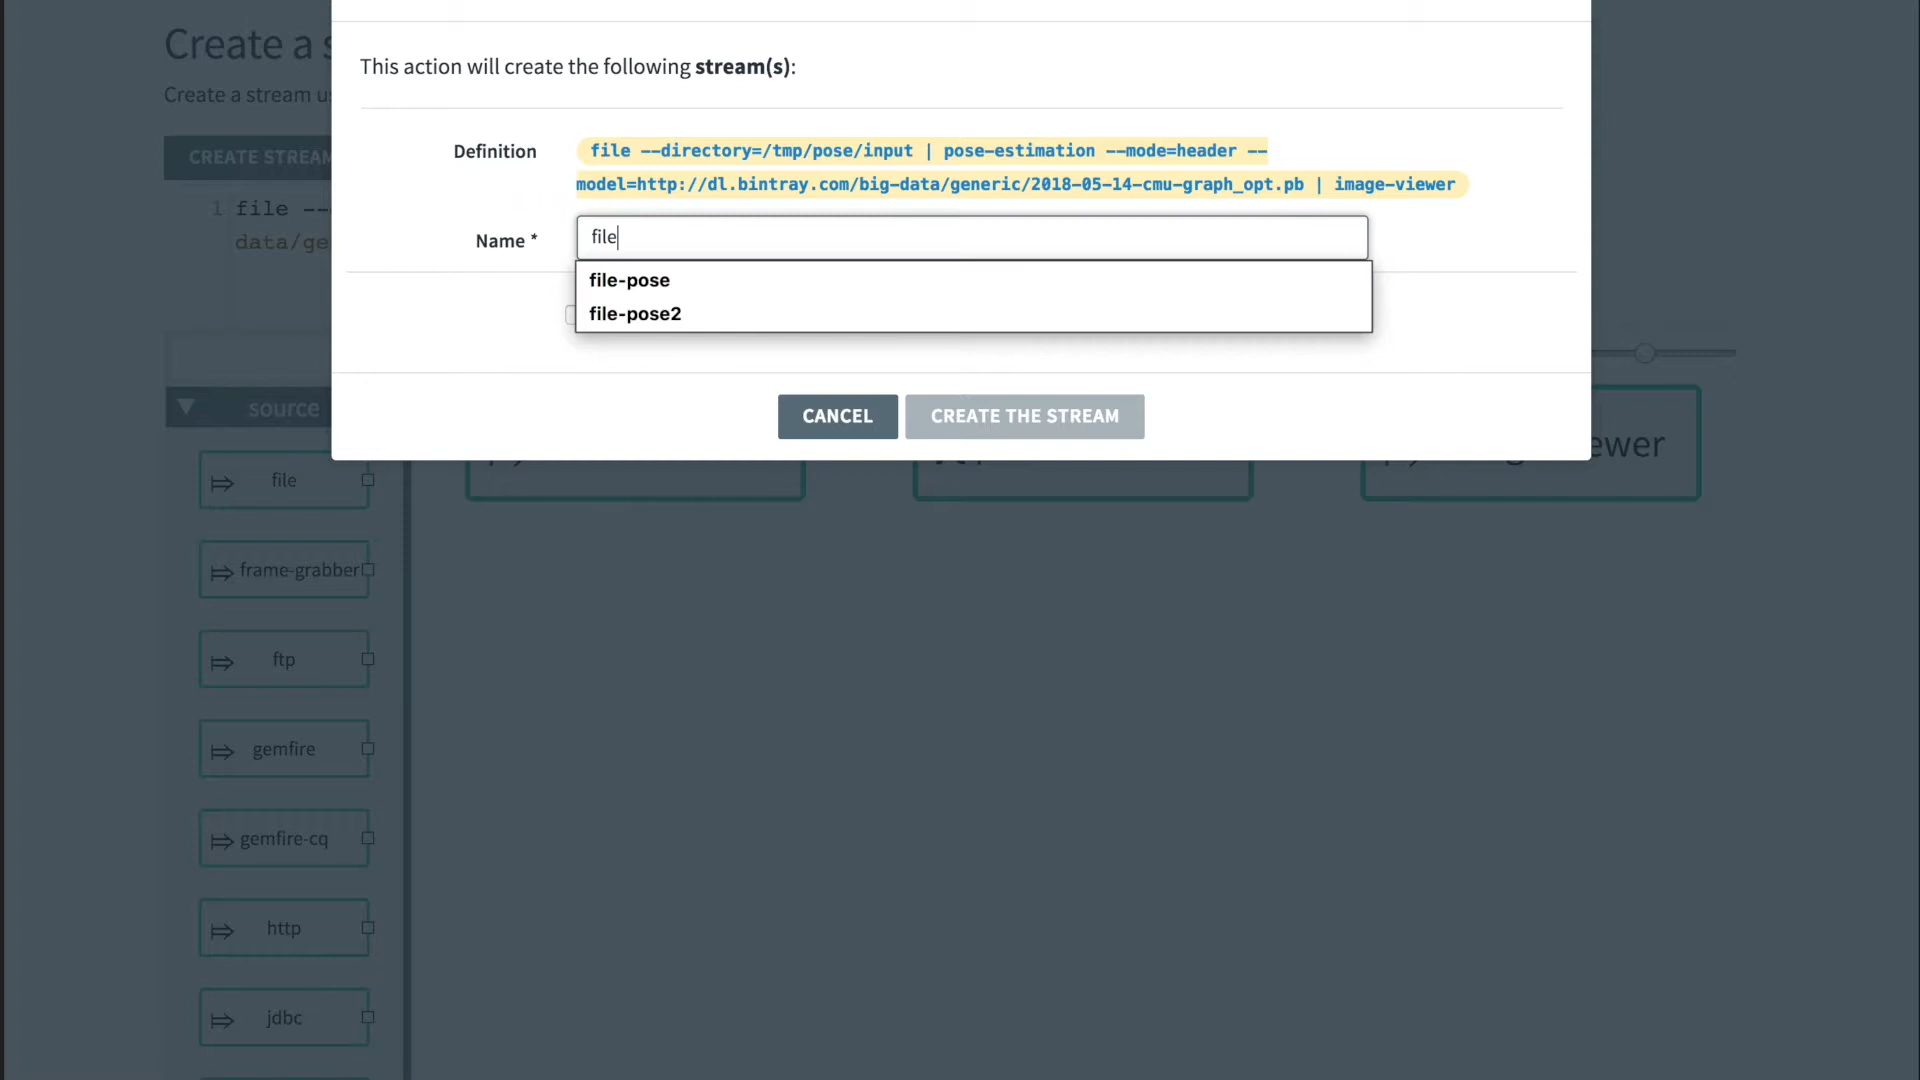 Create a s
Create a stream us
CREATE STREAM
1 file --
data/ge
This action will create the following stream(s):
Definition
file --directory=/tmp/pose/input | pose-estimation --mode=header --
model=http://dl.bintray.com/big-data/generic/2018-05-14-cmu-graph_opt.pb | image-viewer
Name *
file
file-pose
file-pose2
CANCEL
CREATE THE STREAM
source
ewer
file
frame-grabber
ftp
gemfire
gemfire-cq
http
jdbc